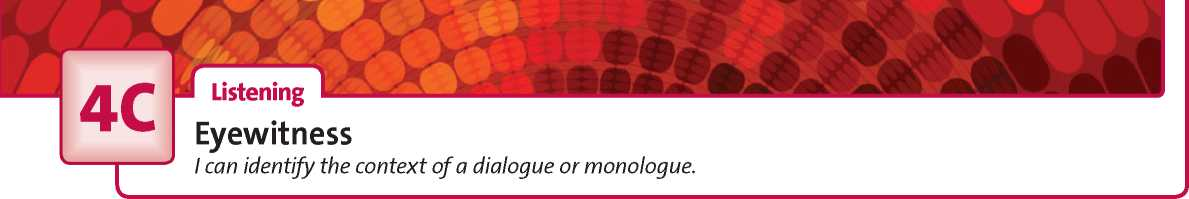 4C
Listening
Eyewitness
I can identify the context of a dialogue or monologue.